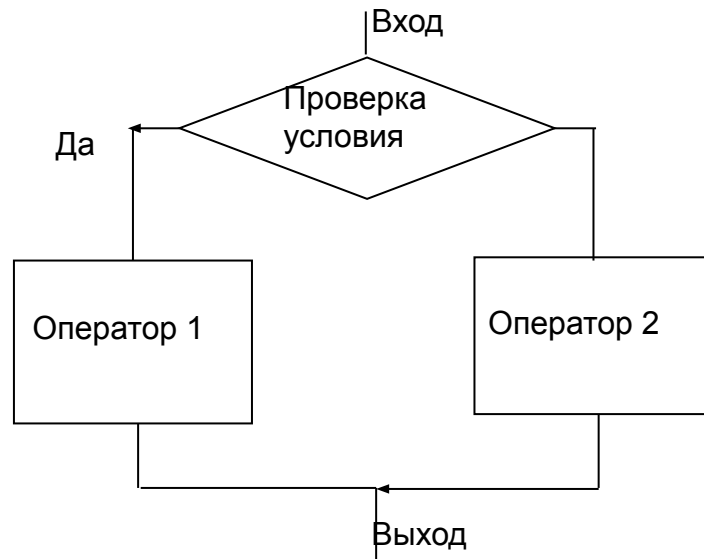 Вход
Проверка
условия
Да
Оператор 1
Оператор 2
Выход